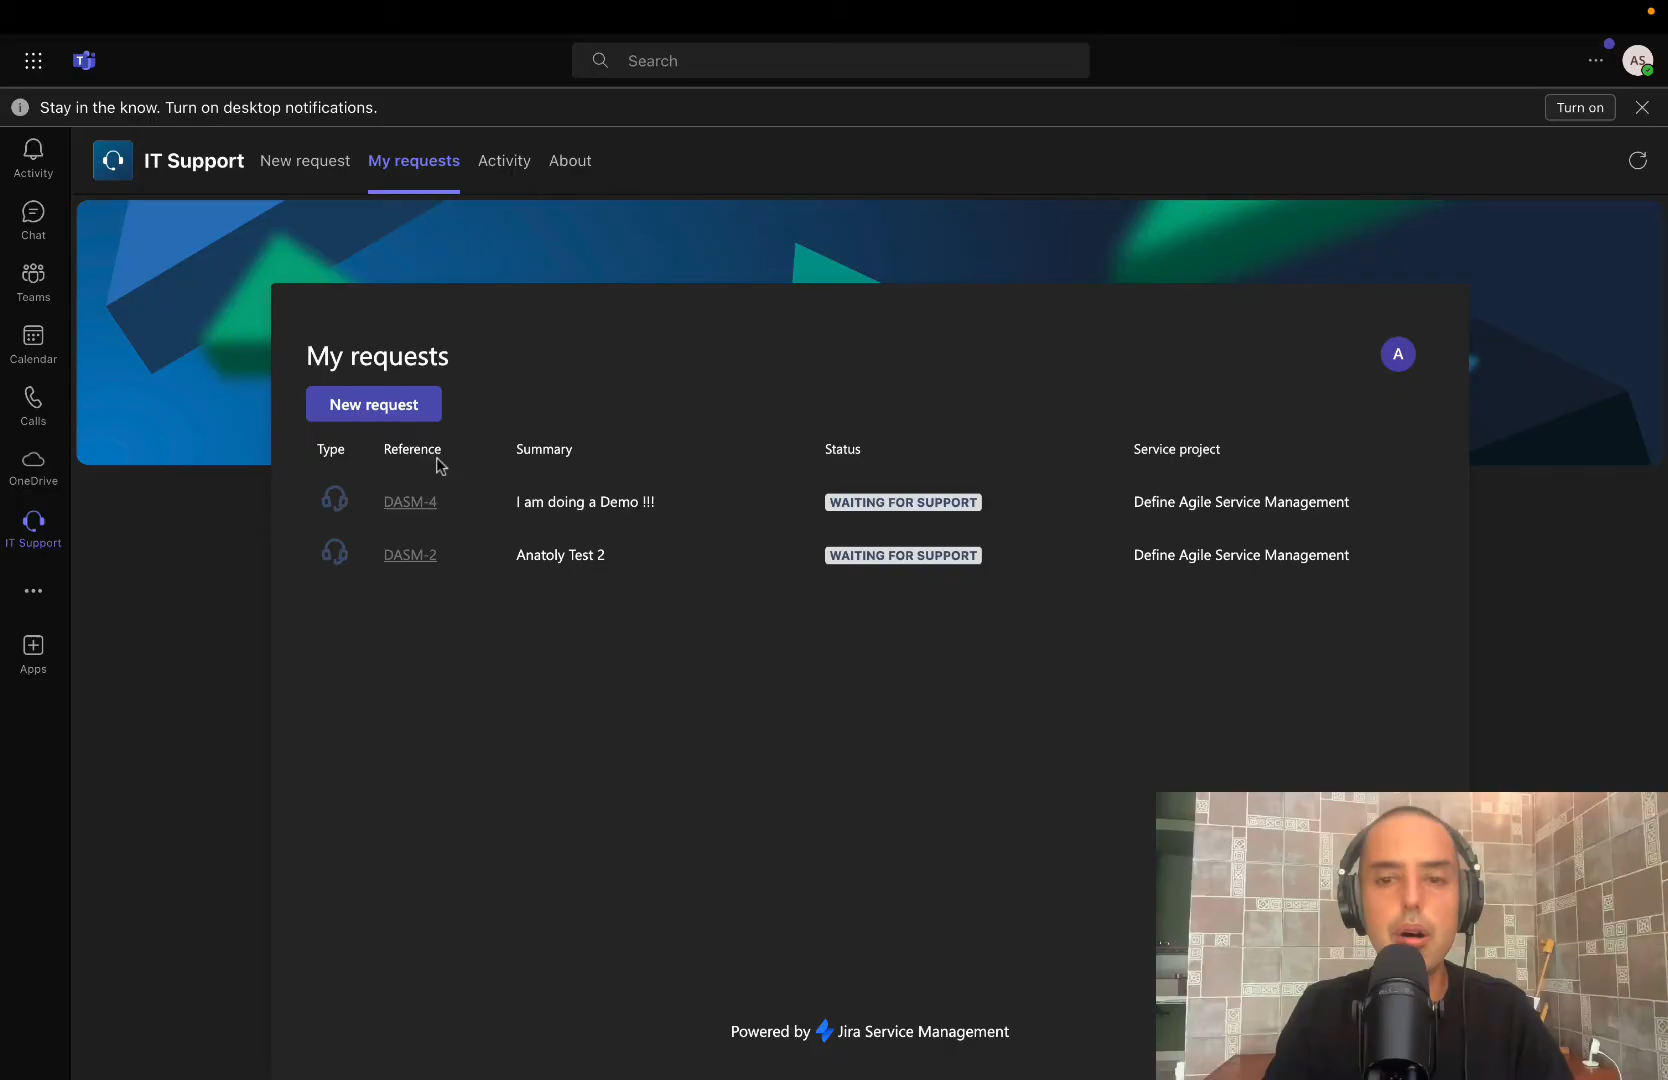 Search
AS
Stay in the know. Turn on desktop notifications.
Turn on
Activity
Chat
Teams
Calendar
Calls
OneDrive
IT Support
Apps
IT Support New request My requests Activity About
My requests
A
New request
Type Reference Summary Status Service project
DASM-4 I am doing a Demo !!! WAITING FOR SUPPORT Define Agile Service Management
DASM-2 Anatoly Test 2 WAITING FOR SUPPORT Define Agile Service Management
Powered by Jira Service Management